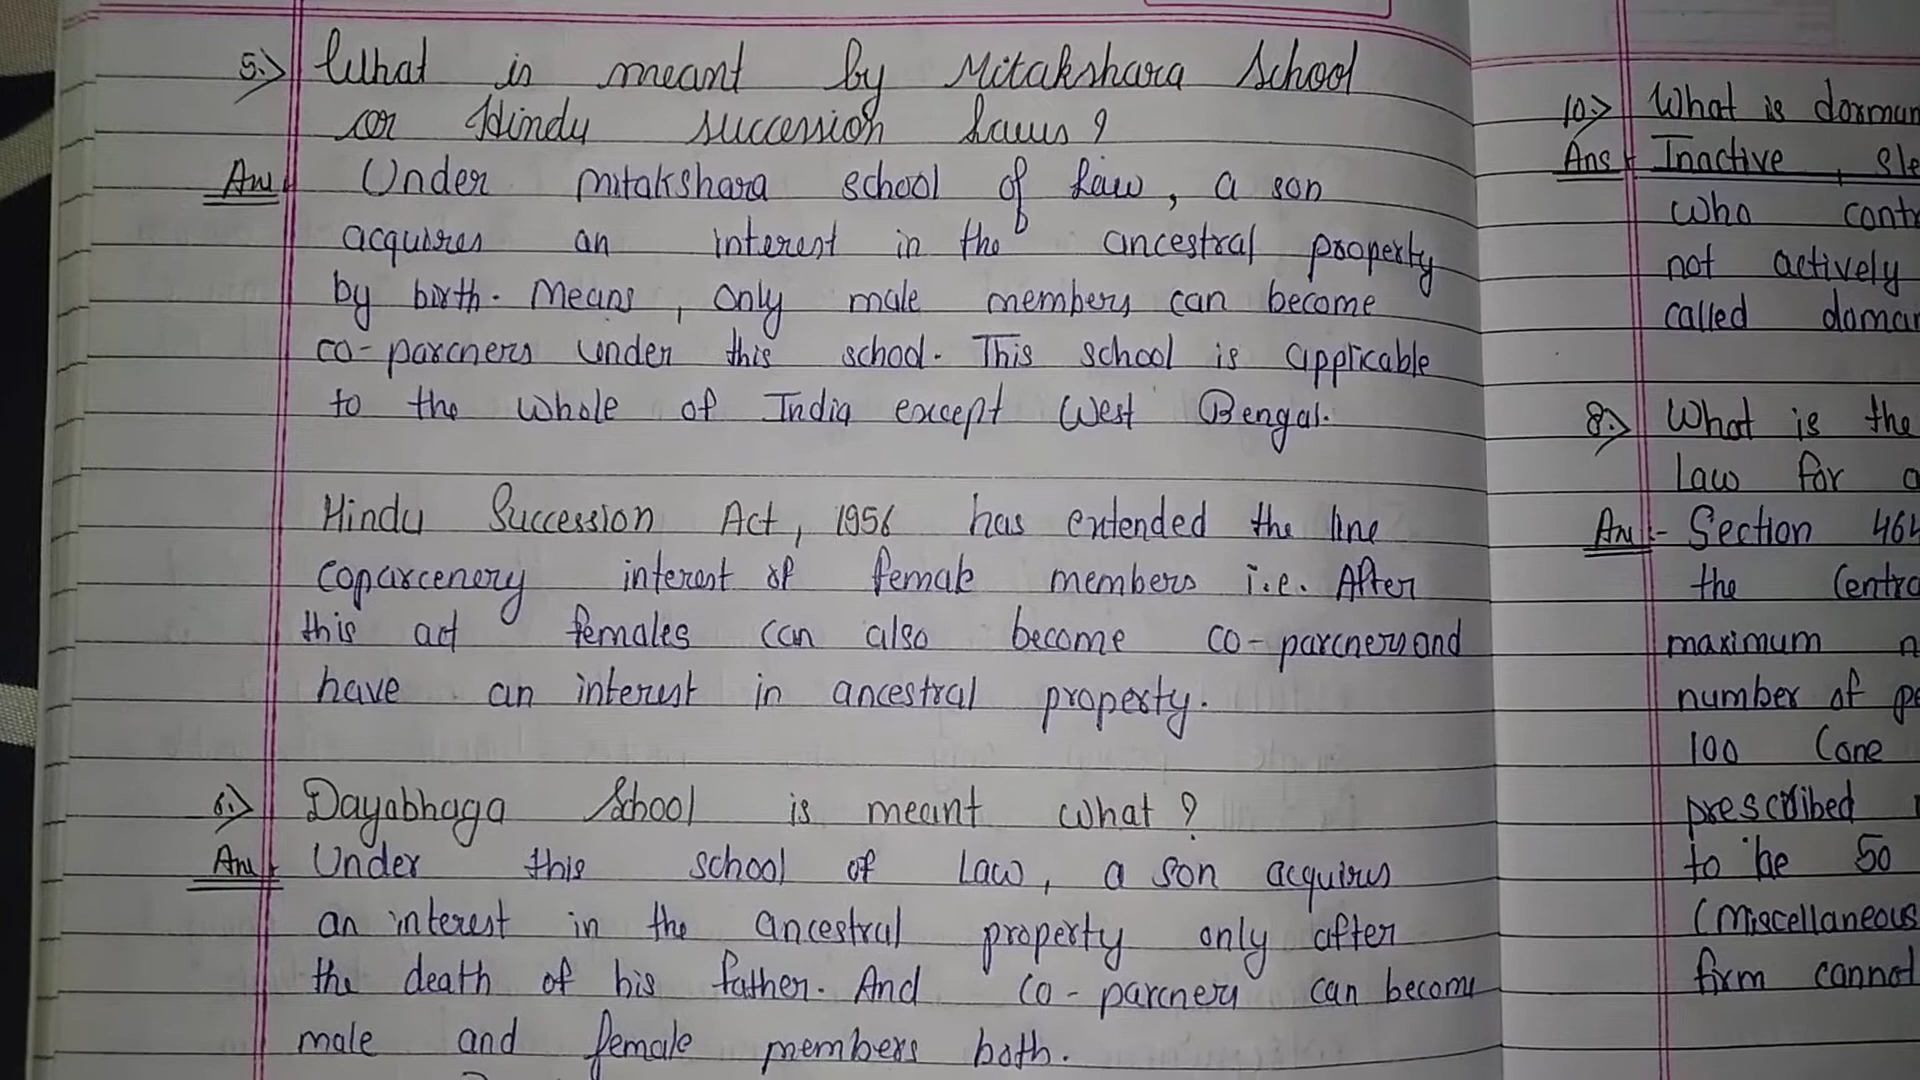 5.> What is meant by Mitakshara School
or Hindu succession Laws?
Ans Under mitakshara school of Law, a son
acquires an interest in the ancestral property
by birth. Means, only male members can become
co-parcners under this school. This school is applicable
to the whole of India except West Bengal.
Hindu Succession Act, 1956 has extended the line
coparcenery interest of female members i.e. After
this act females can also become co-parcners and
have an interest in ancestral property.
6.> Dayabhaga School is meant what?
Ans Under this school of Law, a son acquires
an interest in the ancestral property only after
the death of his father. And co-parcners can become
male and female members both.
10> What is dorman
Ans Inactive, sle
who contr
not actively
called doman
8.> What is the
Law for a
Ans:- Section 464
the Centra
maximum n
number of pe
100 (one
prescribed
to be 50
(Miscellaneous
firm cannot